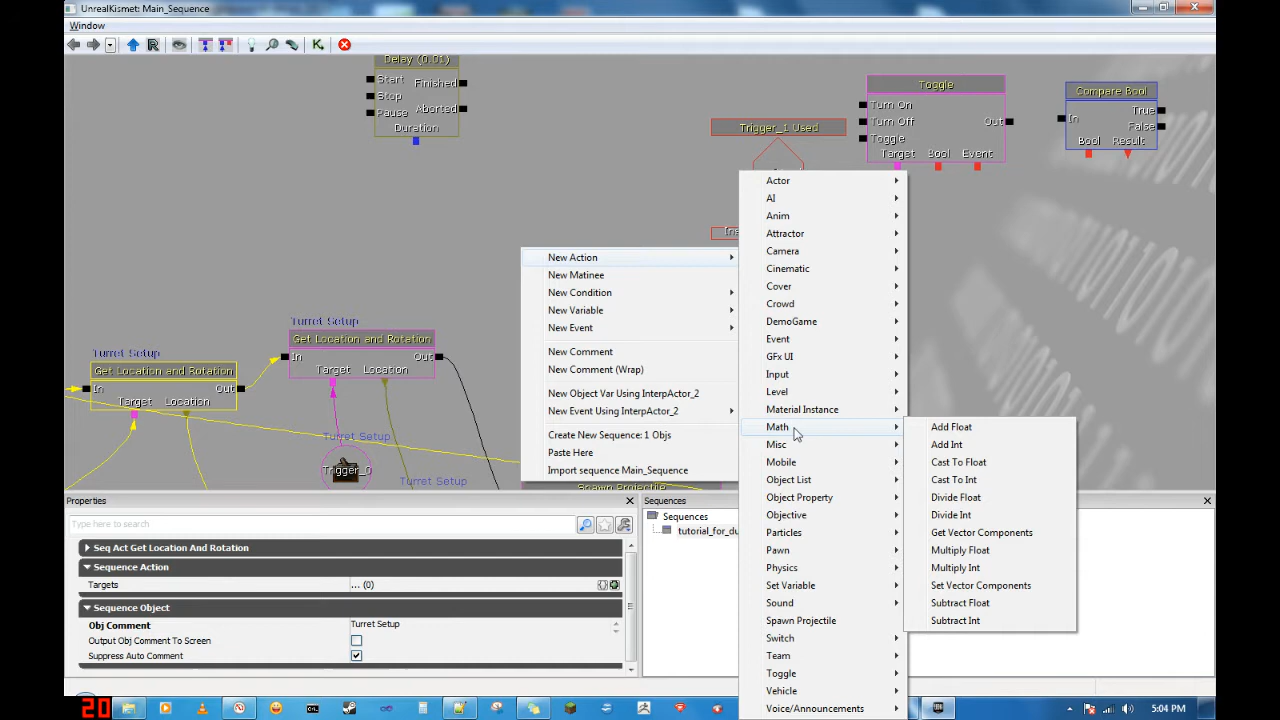 UnrealKismet: Main_Sequence
Window
Delay (0.01)
Start Finished
Stop
Aborted
Pause
Duration
Trigger_1 Used
Toggle
Turn On
Turn Off Out
Toggle
Target Bool Event
Compare Bool
True
In
False
Bool Result
Turret Setup
Get Location and Rotation
In Out
Target Location
Turret Setup
Get Location and Rotation
In Out
Target Location
Turret Setup
Trigger_0
Turret Setup
Spawn Projectile
New Action
New Matinee
New Condition
New Variable
New Event
New Comment
New Comment (Wrap)
New Object Var Using InterpActor_2
New Event Using InterpActor_2
Create New Sequence: 1 Objs
Paste Here
Import sequence Main_Sequence
Actor
AI
Anim
Attractor
Camera
Cinematic
Cover
Crowd
DemoGame
Event
GFx UI
Input
Level
Material Instance
Math
Misc
Mobile
Object List
Object Property
Objective
Particles
Pawn
Physics
Set Variable
Sound
Spawn Projectile
Switch
Team
Toggle
Vehicle
Voice/Announcements
Add Float
Add Int
Cast To Float
Cast To Int
Divide Float
Divide Int
Get Vector Components
Multiply Float
Multiply Int
Set Vector Components
Subtract Float
Subtract Int
Properties
Type here to search
Seq Act Get Location And Rotation
Sequence Action
Targets ... (0)
Sequence Object
Obj Comment Turret Setup
Output Obj Comment To Screen
Suppress Auto Comment
Sequences
Sequences
tutorial_for_du
20
5:04 PM